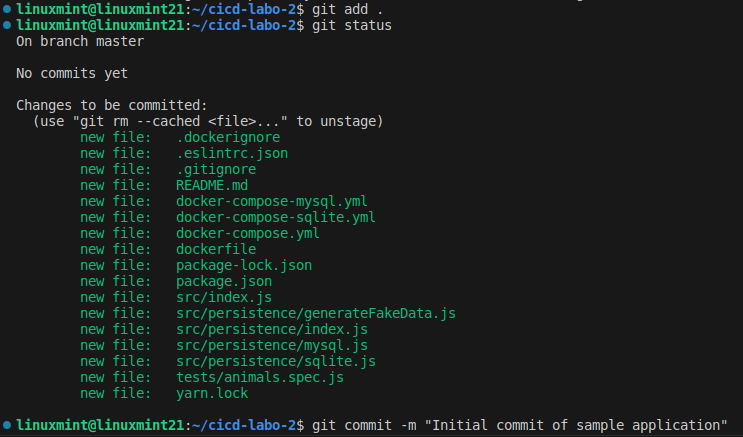 linuxmint@linuxmint21:~/cicd-labo-2$ git add .
linuxmint@linuxmint21:~/cicd-labo-2$ git status
On branch master
No commits yet
Changes to be committed:
(use "git rm --cached <file>..." to unstage)
new file: .dockerignore
new file: .eslintrc.json
new file: .gitignore
new file: README.md
new file: docker-compose-mysql.yml
new file: docker-compose-sqlite.yml
new file: docker-compose.yml
new file: dockerfile
new file: package-lock.json
new file: package.json
new file: src/index.js
new file: src/persistence/generateFakeData.js
new file: src/persistence/index.js
new file: src/persistence/mysql.js
new file: src/persistence/sqlite.js
new file: tests/animals.spec.js
new file: yarn.lock
linuxmint@linuxmint21:~/cicd-labo-2$ git commit -m "Initial commit of sample application"